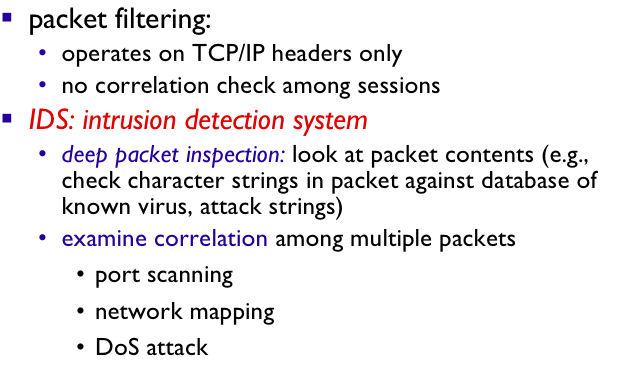 packet filtering:
operates on TCP/IP headers only
no correlation check among sessions
IDS: intrusion detection system
deep packet inspection: look at packet contents (e.g.,
check character strings in packet against database of
known virus, attack strings)
examine correlation among multiple packets
port scanning
network mapping
DoS attack